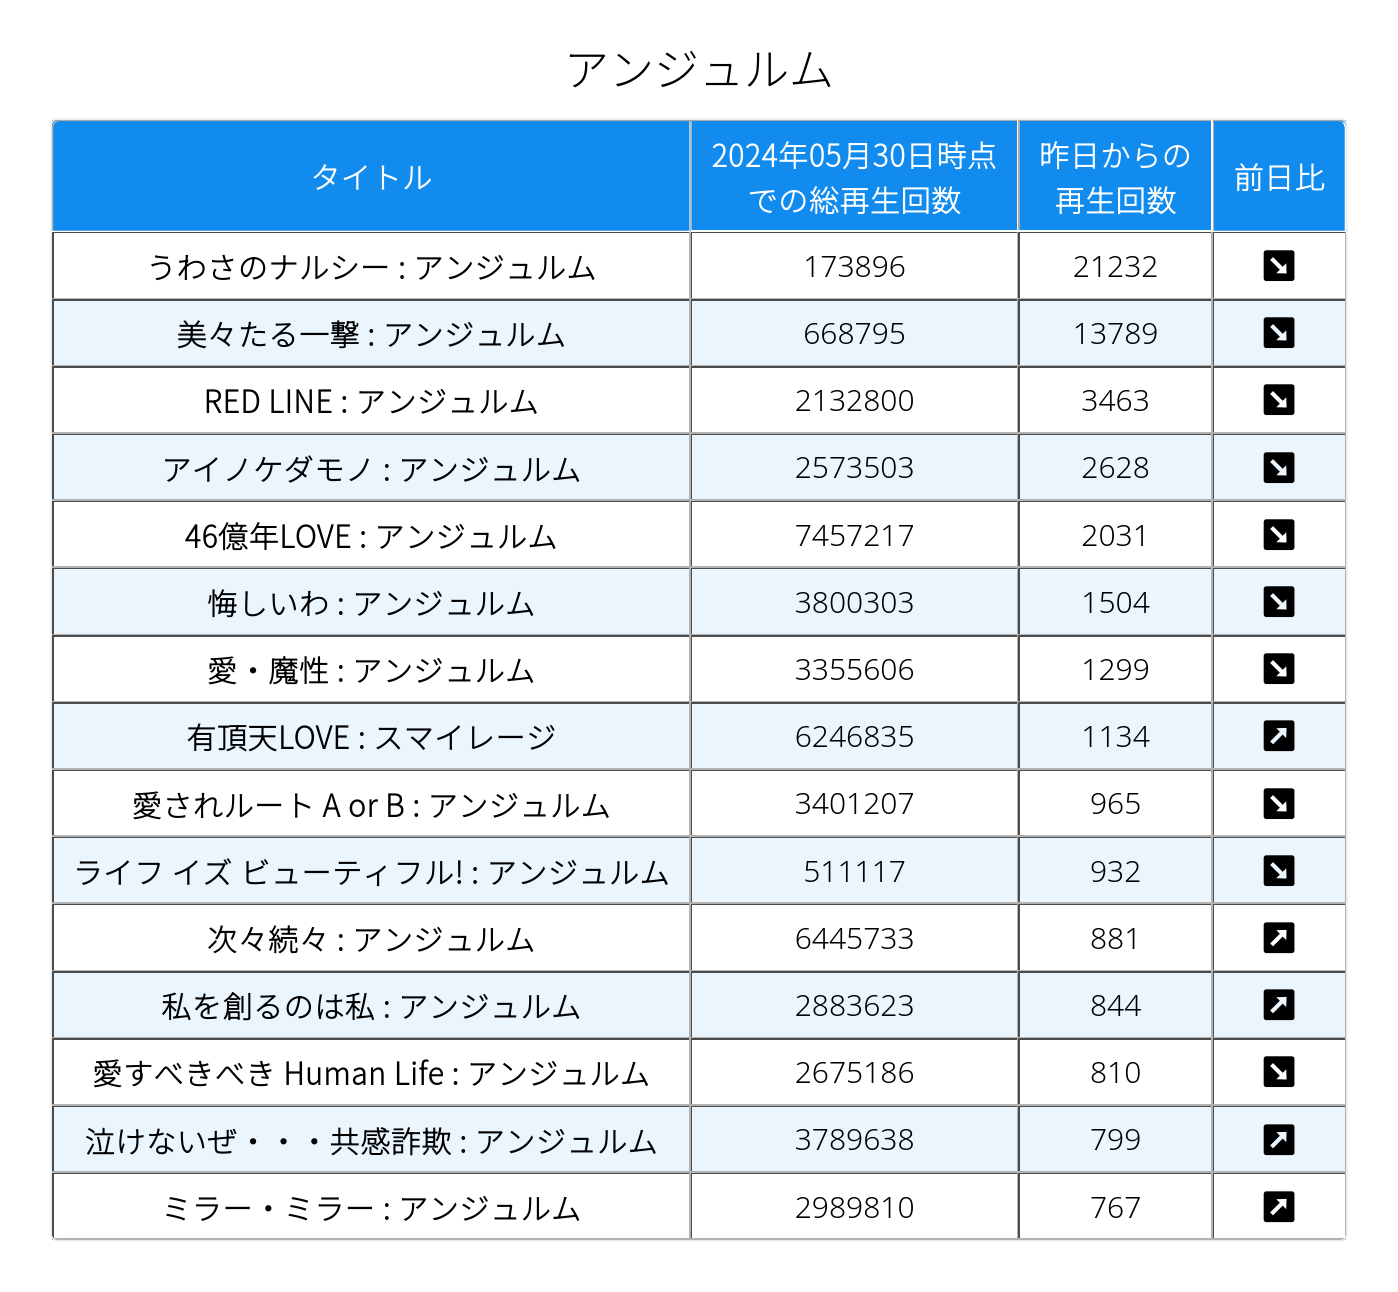 アンジュルム
タイトル 2024年05月30日時点での総再生回数 昨日からの再生回数 前日比
うわさのナルシー : アンジュルム 173896 21232 ↘
美々たる一撃 : アンジュルム 668795 13789 ↘
RED LINE : アンジュルム 2132800 3463 ↘
アイノケダモノ : アンジュルム 2573503 2628 ↘
46億年LOVE : アンジュルム 7457217 2031 ↘
悔しいわ : アンジュルム 3800303 1504 ↘
愛・魔性 : アンジュルム 3355606 1299 ↘
有頂天LOVE : スマイレージ 6246835 1134 ↗
愛されルート A or B : アンジュルム 3401207 965 ↘
ライフ イズ ビューティフル! : アンジュルム 511117 932 ↘
次々続々 : アンジュルム 6445733 881 ↗
私を創るのは私 : アンジュルム 2883623 844 ↗
愛すべきべき Human Life : アンジュルム 2675186 810 ↘
泣けないぜ・・・共感詐欺 : アンジュルム 3789638 799 ↗
ミラー・ミラー : アンジュルム 2989810 767 ↗